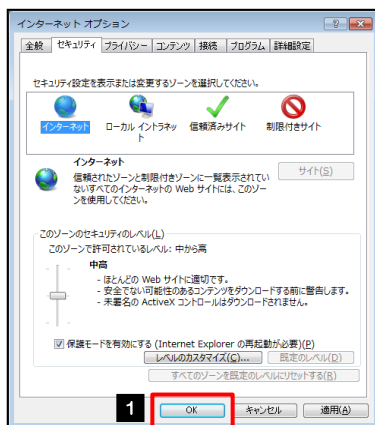 インターネット オプション
全般 セキュリティ プライバシー コンテンツ 接続 プログラム 詳細設定
セキュリティ設定を表示または変更するゾーンを選択してください。
インターネット ローカル イントラネッ 信頼済みサイト 制限付きサイト
ト
インターネット
信頼されたゾーンと制限付きゾーンに一覧表示されてい
ないすべてのインターネットの Web サイトには、このゾー
ンを使用してください。
サイト(S)
このゾーンのセキュリティのレベル(L)
このゾーンで許可されているレベル: 中から高
中高
- ほとんどの Web サイトに適切です。
- 安全でない可能性のあるコンテンツをダウンロードする前に警告します。
- 未署名の ActiveX コントロールはダウンロードされません。
保護モードを有効にする (Internet Explorer の再起動が必要)(P)
レベルのカスタマイズ(C)... 既定のレベル(D)
すべてのゾーンを既定のレベルにリセットする(R)
1 OK キャンセル 適用(A)